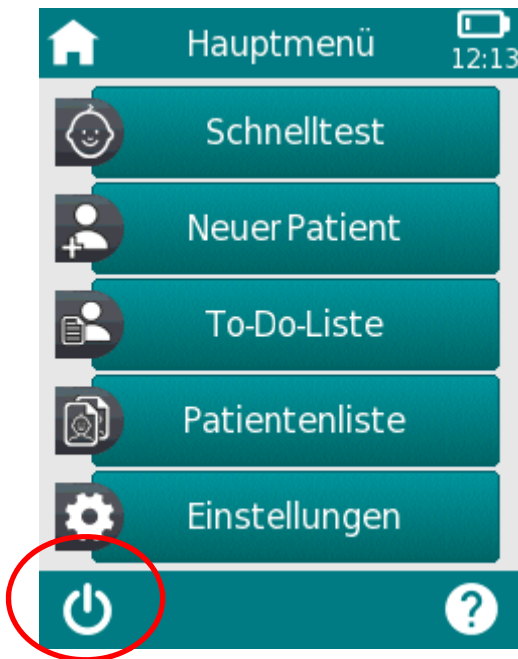 Hauptmenü
12:13
Schnelltest
Neuer Patient
To-Do-Liste
Patientenliste
Einstellungen
?